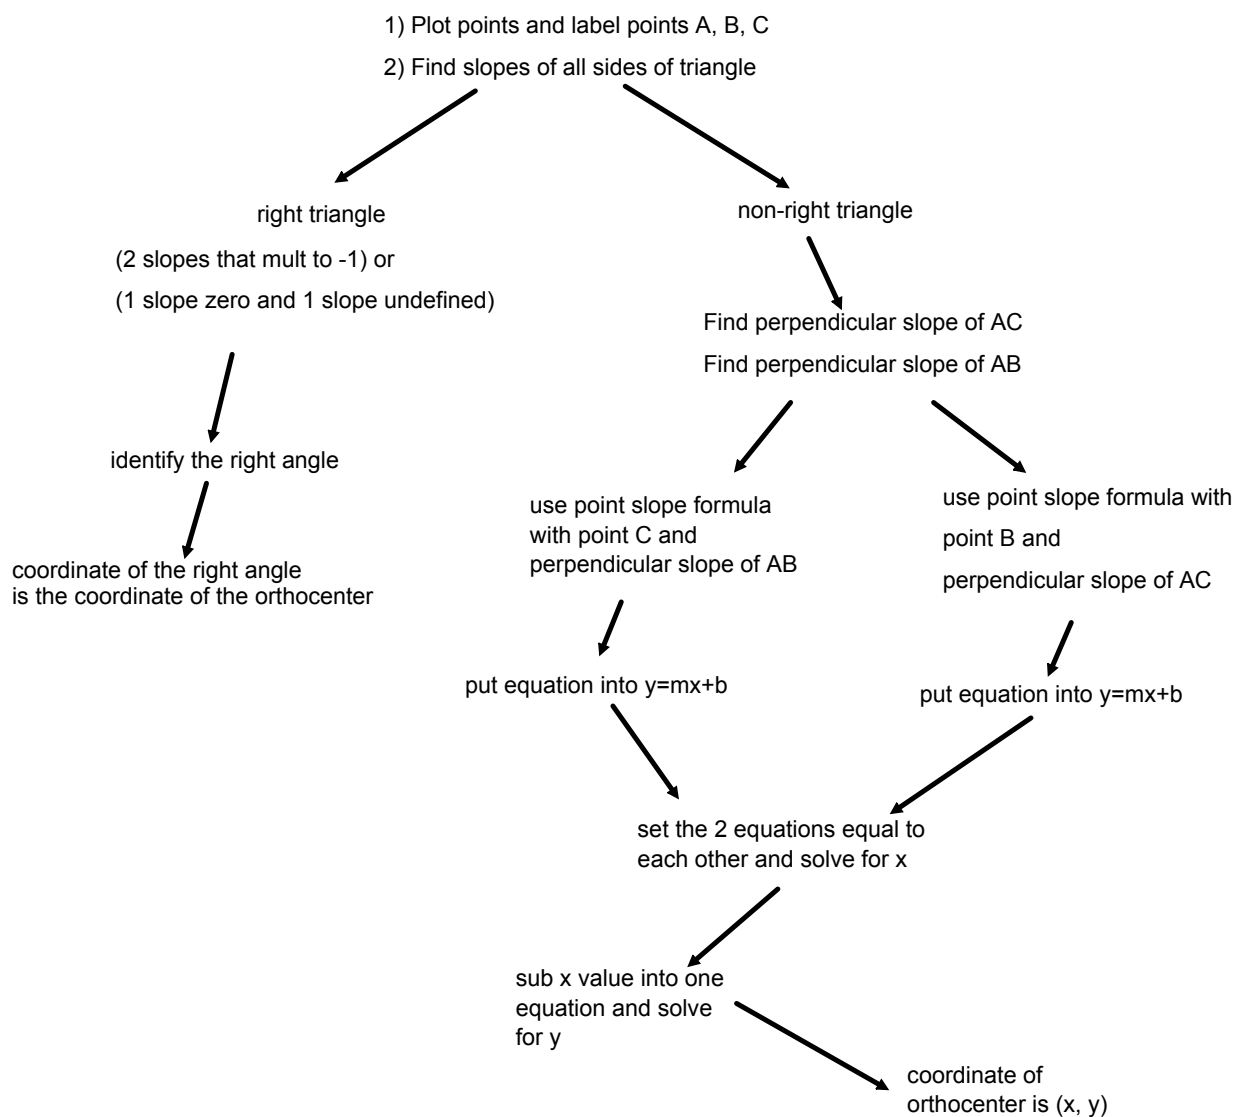 1) Plot points and label points A, B, C
2) Find slopes of all sides of triangle
right triangle
(2 slopes that mult to -1) or
(1 slope zero and 1 slope undefined)
identify the right angle
coordinate of the right angle
is the coordinate of the orthocenter
non-right triangle
Find perpendicular slope of AC
Find perpendicular slope of AB
use point slope formula
with point C and
perpendicular slope of AB
put equation into y=mx+b
use point slope formula with
point B and
perpendicular slope of AC
put equation into y=mx+b
set the 2 equations equal to
each other and solve for x
sub x value into one
equation and solve
for y
coordinate of
orthocenter is (x, y)